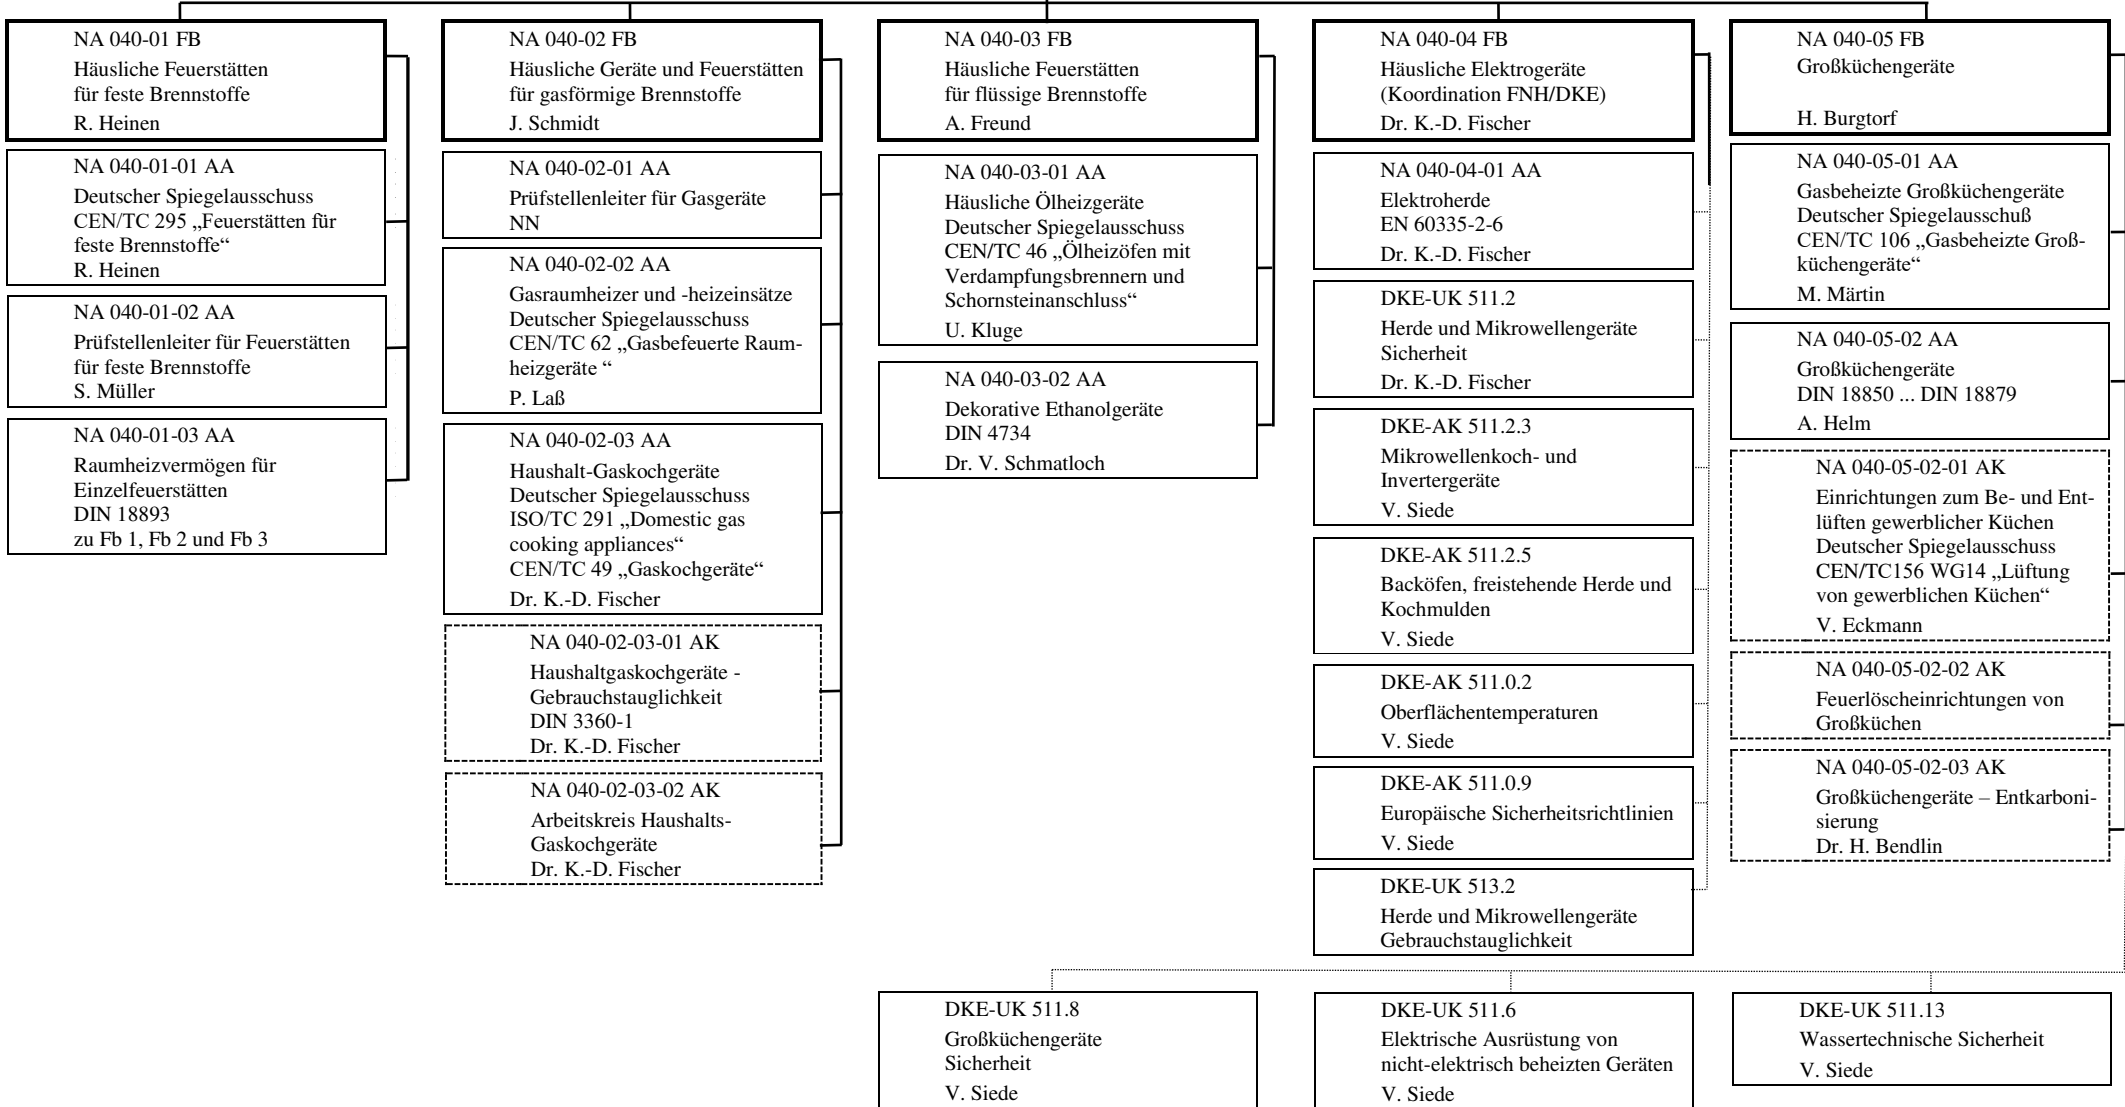 NA 040-01 FB
Häusliche Feuerstätten
für feste Brennstoffe
R. Heinen
NA 040-01-01 AA
Deutscher Spiegelausschuss
CEN/TC 295 „Feuerstätten für
feste Brennstoffe“
R. Heinen
NA 040-01-02 AA
Prüfstellenleiter für Feuerstätten
für feste Brennstoffe
S. Müller
NA 040-01-03 AA
Raumheizvermögen für
Einzelfeuerstätten
DIN 18893
zu Fb 1, Fb 2 und Fb 3
NA 040-02 FB
Häusliche Geräte und Feuerstätten
für gasförmige Brennstoffe
J. Schmidt
NA 040-02-01 AA
Prüfstellenleiter für Gasgeräte
NN
NA 040-02-02 AA
Gasraumheizer und -heizeinsätze
Deutscher Spiegelausschuss
CEN/TC 62 „Gasbefeuerte Raum-
heizgeräte “
P. Laß
NA 040-02-03 AA
Haushalt-Gaskochgeräte
Deutscher Spiegelausschuss
ISO/TC 291 „Domestic gas
cooking appliances“
CEN/TC 49 „Gaskochgeräte“
Dr. K.-D. Fischer
NA 040-02-03-01 AK
Haushaltgaskochgeräte -
Gebrauchstauglichkeit
DIN 3360-1
Dr. K.-D. Fischer
NA 040-02-03-02 AK
Arbeitskreis Haushalts-
Gaskochgeräte
Dr. K.-D. Fischer
NA 040-03 FB
Häusliche Feuerstätten
für flüssige Brennstoffe
A. Freund
NA 040-03-01 AA
Häusliche Ölheizgeräte
Deutscher Spiegelausschuss
CEN/TC 46 „Ölheizöfen mit
Verdampfungsbrennern und
Schornsteinanschluss“
U. Kluge
NA 040-03-02 AA
Dekorative Ethanolgeräte
DIN 4734
Dr. V. Schmatloch
NA 040-04 FB
Häusliche Elektrogeräte
(Koordination FNH/DKE)
Dr. K.-D. Fischer
NA 040-04-01 AA
Elektroherde
EN 60335-2-6
Dr. K.-D. Fischer
DKE-UK 511.2
Herde und Mikrowellengeräte
Sicherheit
Dr. K.-D. Fischer
DKE-AK 511.2.3
Mikrowellenkoch- und
Invertergeräte
V. Siede
DKE-AK 511.2.5
Backöfen, freistehende Herde und
Kochmulden
V. Siede
DKE-AK 511.0.2
Oberflächentemperaturen
V. Siede
DKE-AK 511.0.9
Europäische Sicherheitsrichtlinien
V. Siede
DKE-UK 513.2
Herde und Mikrowellengeräte
Gebrauchstauglichkeit
NA 040-05 FB
Großküchengeräte
H. Burgtorf
NA 040-05-01 AA
Gasbeheizte Großküchengeräte
Deutscher Spiegelausschuß
CEN/TC 106 „Gasbeheizte Groß-
küchengeräte“
M. Märtin
NA 040-05-02 AA
Großküchengeräte
DIN 18850 ... DIN 18879
A. Helm
NA 040-05-02-01 AK
Einrichtungen zum Be- und Ent-
lüften gewerblicher Küchen
Deutscher Spiegelausschuss
CEN/TC156 WG14 „Lüftung
von gewerblichen Küchen“
V. Eckmann
NA 040-05-02-02 AK
Feuerlöscheinrichtungen von
Großküchen
NA 040-05-02-03 AK
Großküchengeräte – Entkarboni-
sierung
Dr. H. Bendlin
DKE-UK 511.8
Großküchengeräte
Sicherheit
V. Siede
DKE-UK 511.6
Elektrische Ausrüstung von
nicht-elektrisch beheizten Geräten
V. Siede
DKE-UK 511.13
Wassertechnische Sicherheit
V. Siede